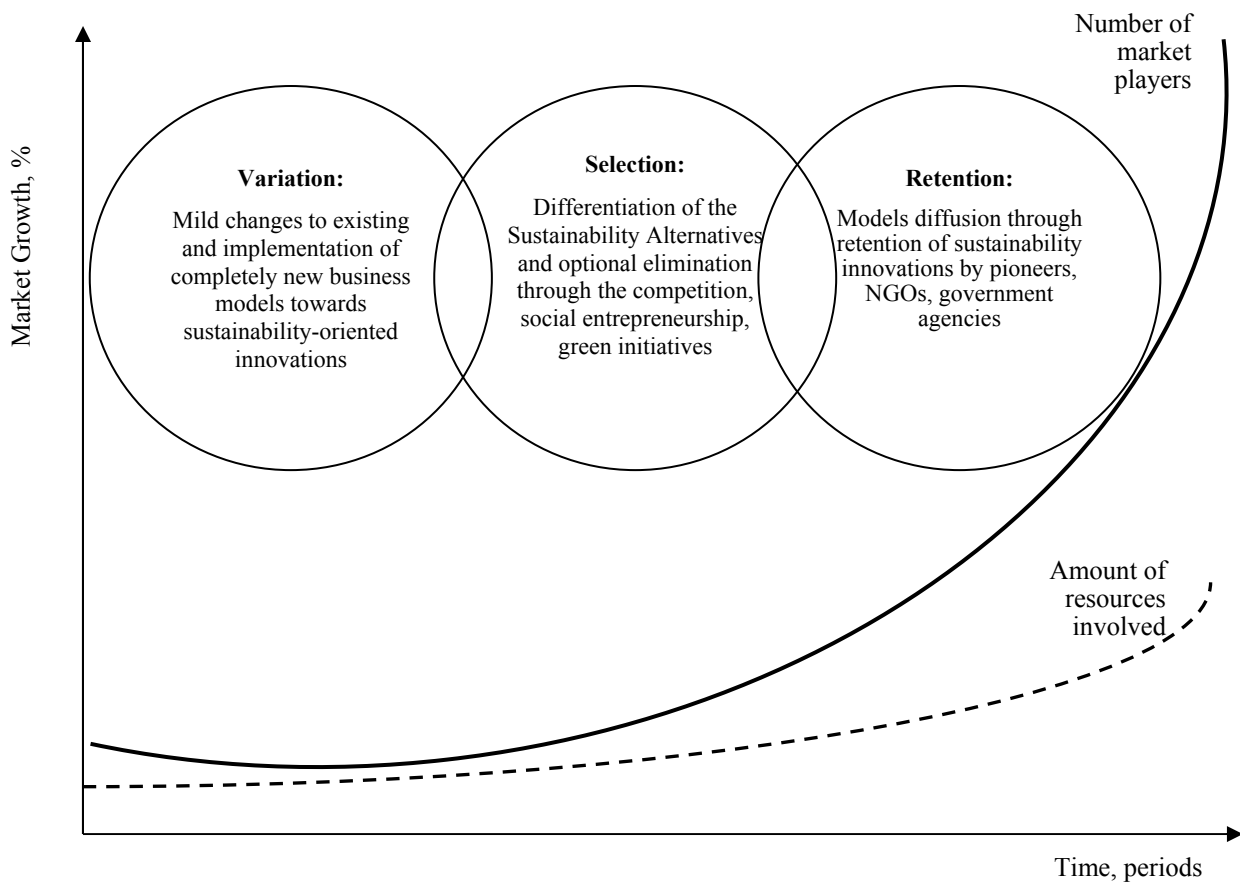 Number of
market
players
Market Growth, %
Variation:
Mild changes to existing
and implementation of
completely new business
models towards
sustainability-oriented
innovations
Selection:
Differentiation of the
Sustainability Alternatives
and optional elimination
through the competition,
social entrepreneurship,
green initiatives
Retention:
Models diffusion through
retention of sustainability
innovations by pioneers,
NGOs, government
agencies
Amount of
resources
involved
Time, periods